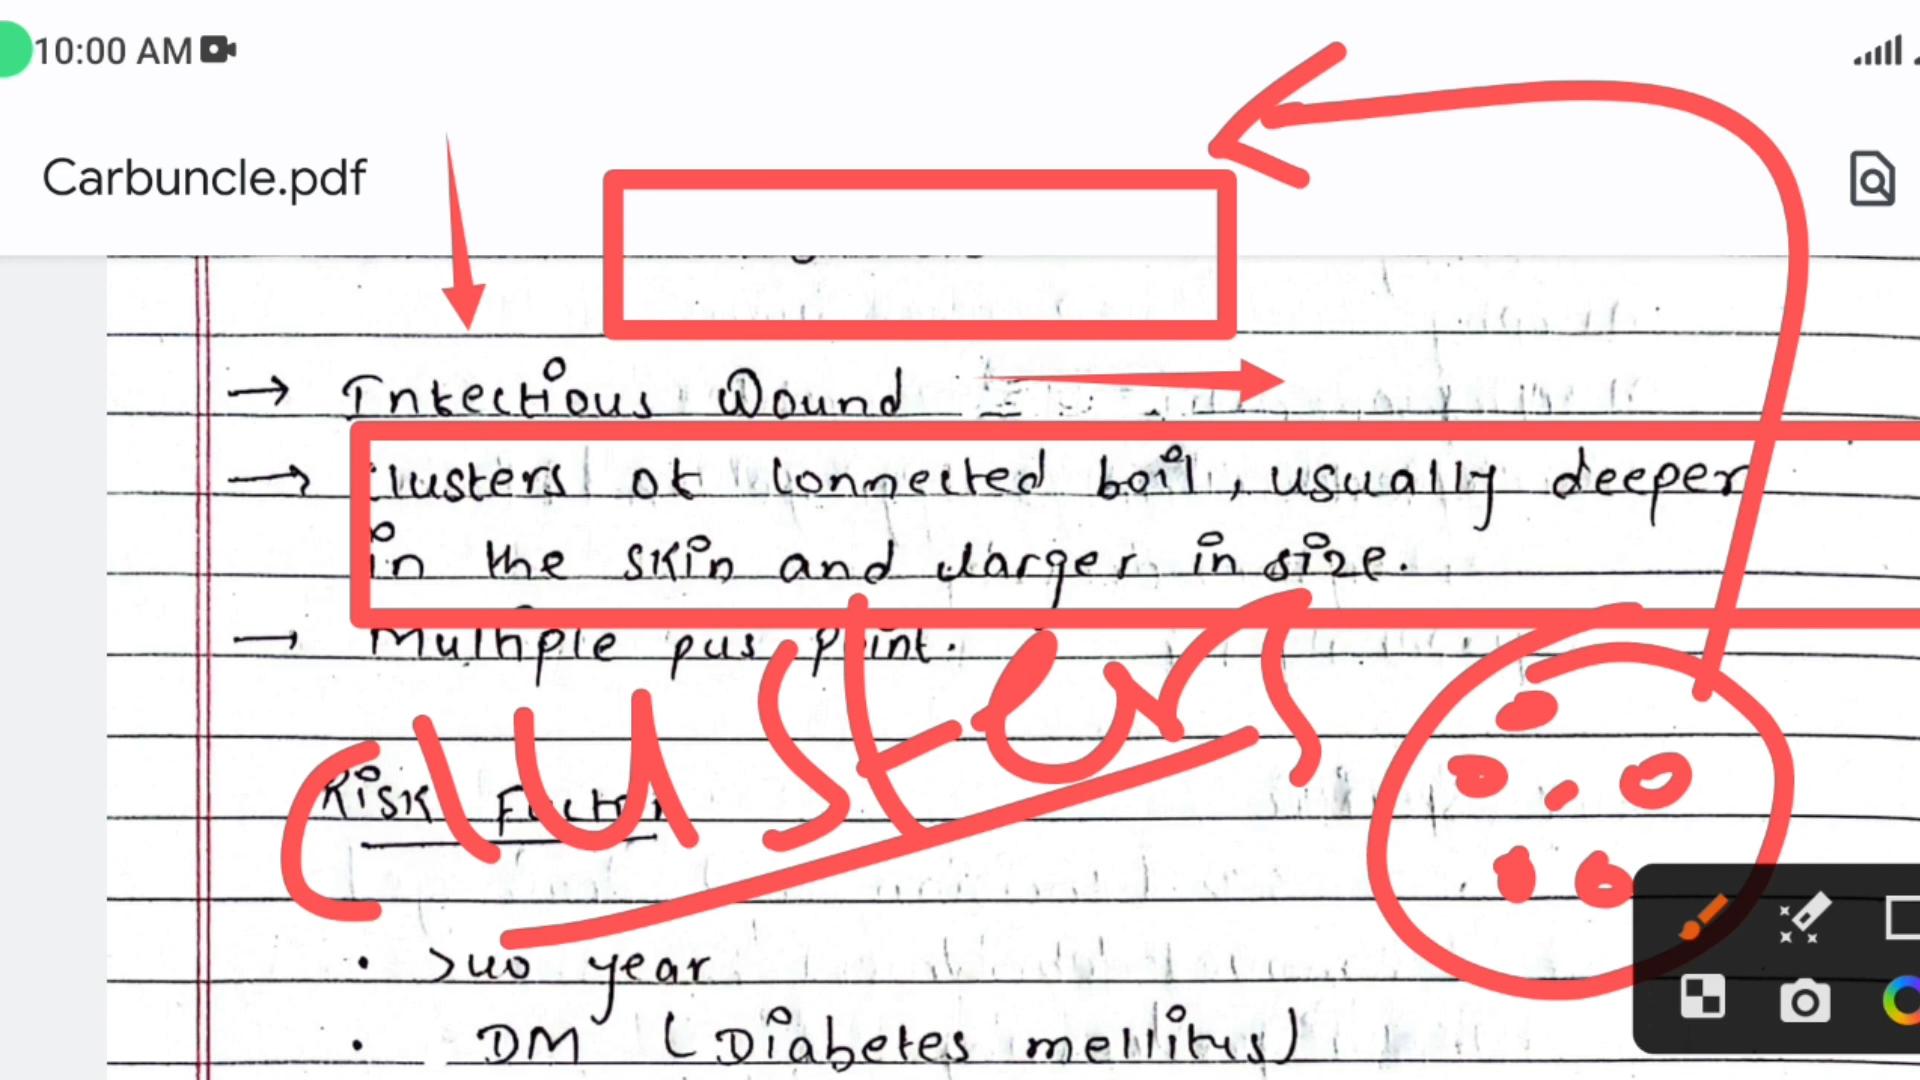 10:00 AM
Carbuncle.pdf
→ Infectious Wound
→ Clusters of connected boil, usually deeper
in the skin and larger in size.
→ Multiple pus point.
clusters
Risk Factor
• >40 year
• DM (Diabetes mellitus)